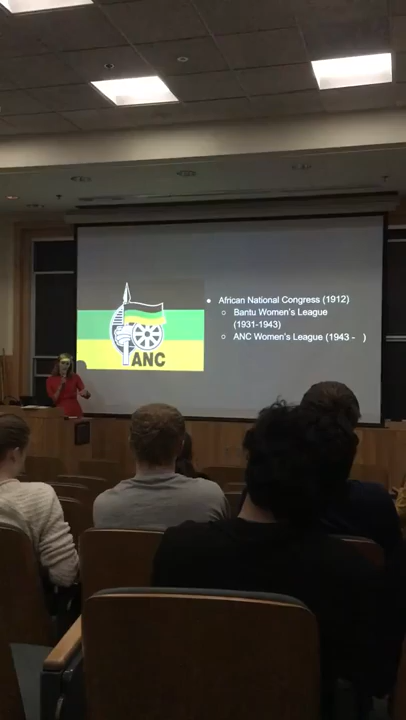 African National Congress (1912)
Bantu Women's League
(1931-1943)
ANC Women's League (1943 - )
ANC